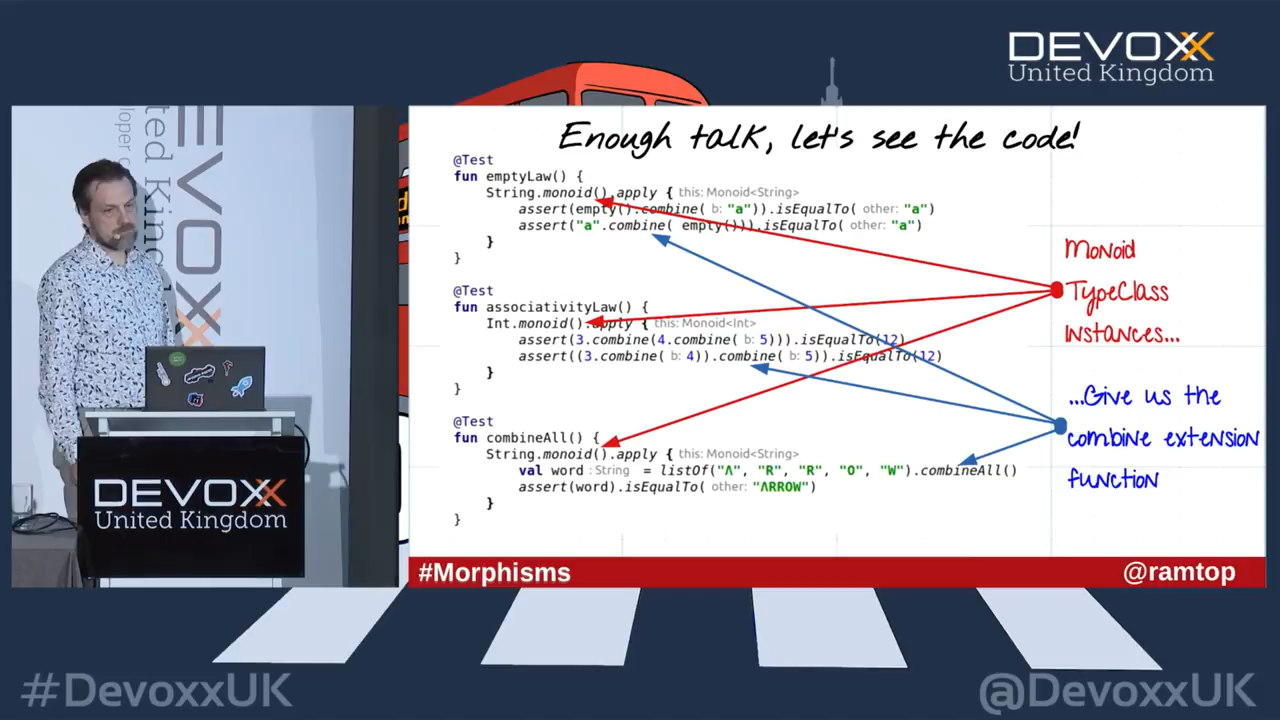 DEVOXX
United Kingdom
Enough talk, let's see the code!
@Test
fun emptyLaw() {
String.monoid().apply { this: Monoid<String>
assert(empty().combine( b: "a")).isEqualTo( other: "a")
assert("a".combine( empty())).isEqualTo( other: "a")
}
}
@Test
fun associativityLaw() {
Int.monoid().apply { this: Monoid<Int>
assert(3.combine(4.combine( b: 5))).isEqualTo(12)
assert((3.combine( b: 4)).combine( b: 5)).isEqualTo(12)
}
}
@Test
fun combineAll() {
String.monoid().apply { this: Monoid<String>
val word : String = listOf("Λ", "R", "R", "O", "W").combineAll()
assert(word).isEqualTo( other: "ΛRROW")
}
}
Monoid
TypeClass
instances...
...Give us the
combine extension
function
#Morphisms
@ramtop
DEVOXX
DEVOXX
United Kingdom
#DevoxxUK
@DevoxxUK